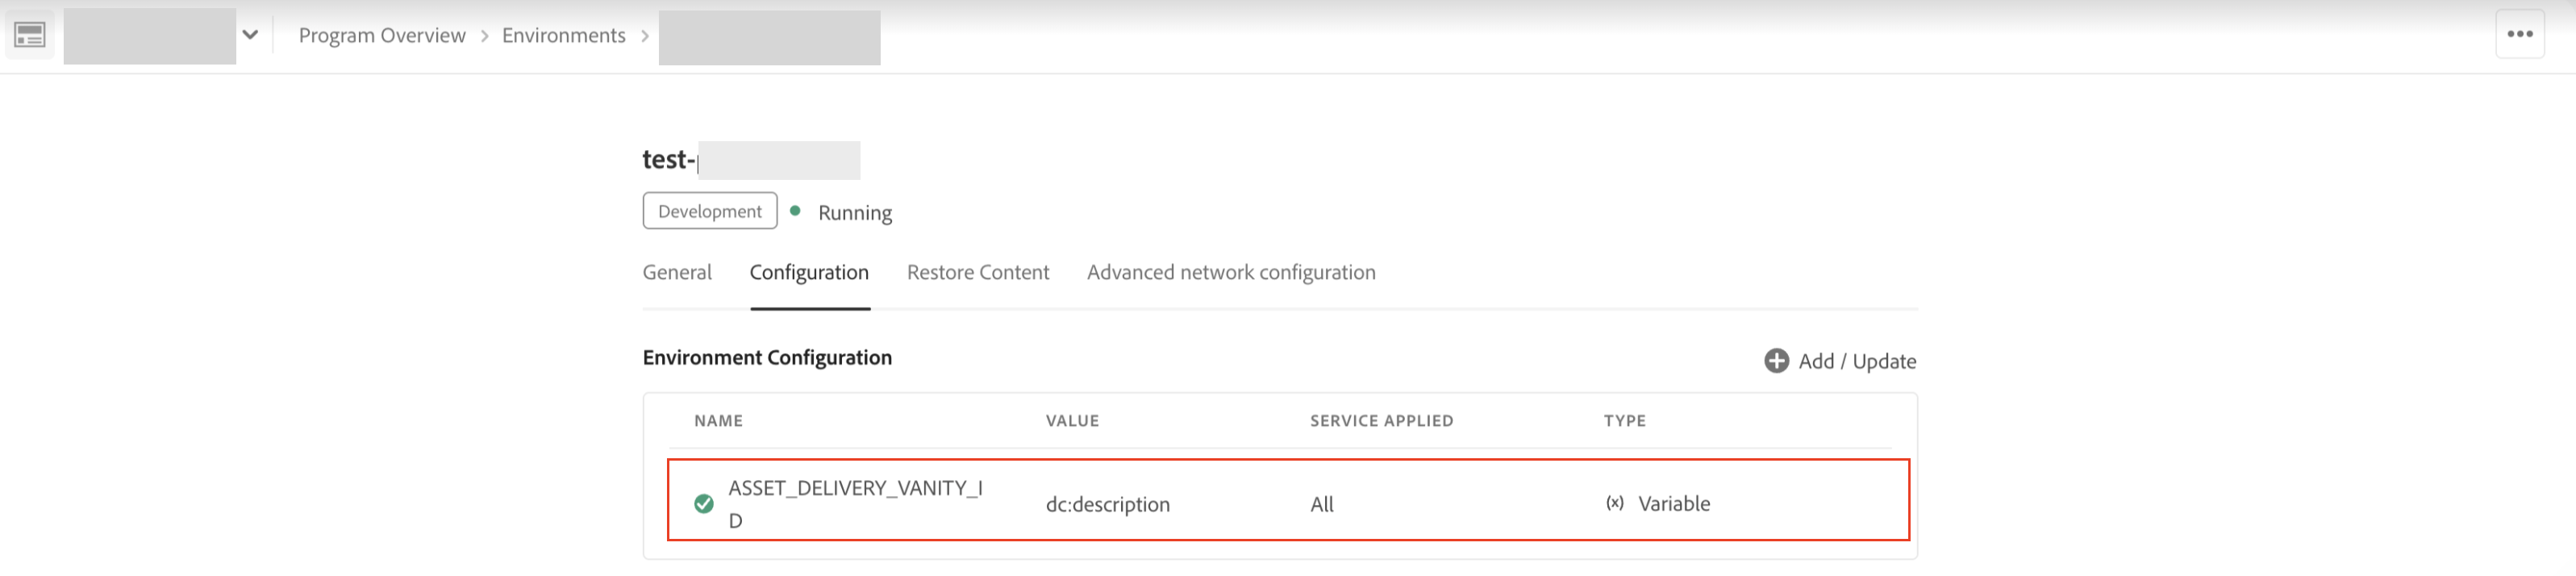 Program Overview > Environments >
test-
Development Running
General Configuration Restore Content Advanced network configuration
Environment Configuration Add / Update
NAME VALUE SERVICE APPLIED TYPE
ASSET_DELIVERY_VANITY_I
D dc:description All (x) Variable